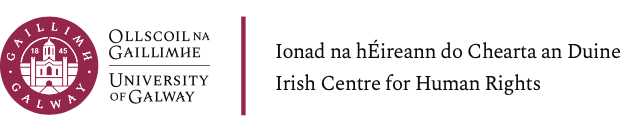 GAILLIMH
18 45
GALWAY
OLLSCOIL NA
GAILLIMHE
UNIVERSITY
OF GALWAY
Ionad na hÉireann do Chearta an Duine
Irish Centre for Human Rights